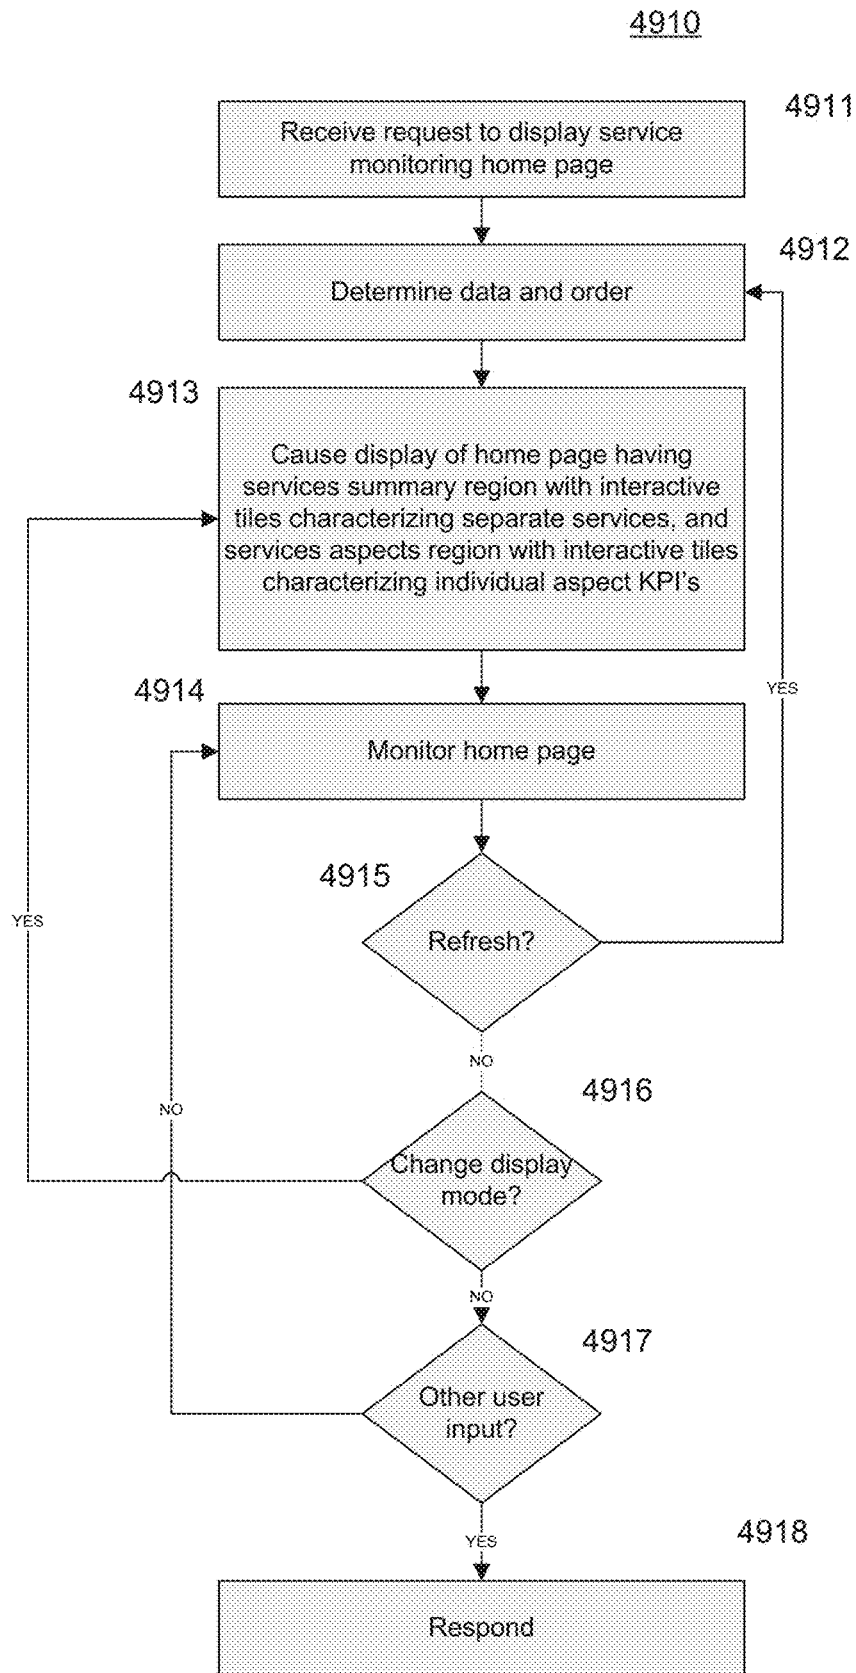 4910
4911
Receive request to display service
monitoring home page
4912
Determine data and order
4913
Cause display of home page having
services summary region with interactive
tiles characterizing separate services, and
services aspects region with interactive tiles
characterizing individual aspect KPI's
4914
YES
Monitor home page
4915
YES
Refresh?
NO
4916
NO
Change display
mode?
NO
4917
Other user
input?
YES
4918
Respond